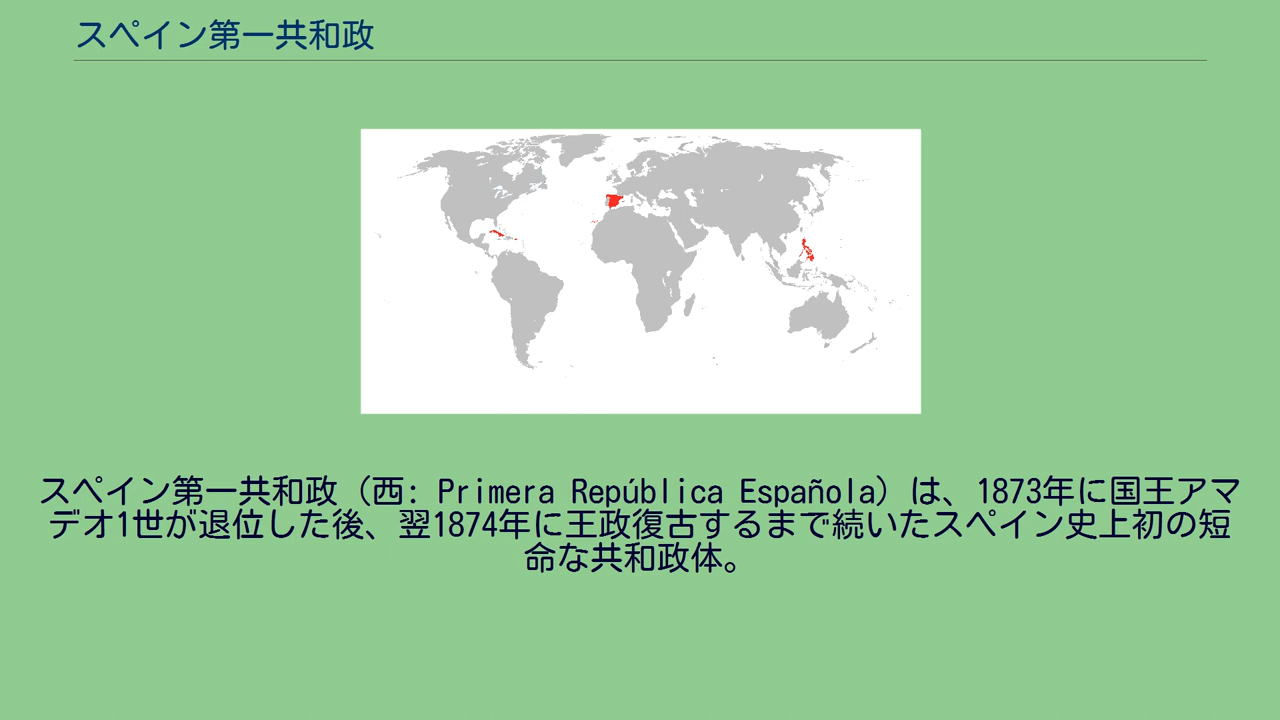 スペイン第一共和政
スペイン第一共和政（西: Primera República Española）は、1873年に国王アマ
デオ1世が退位した後、翌1874年に王政復古するまで続いたスペイン史上初の短
命な共和政体。